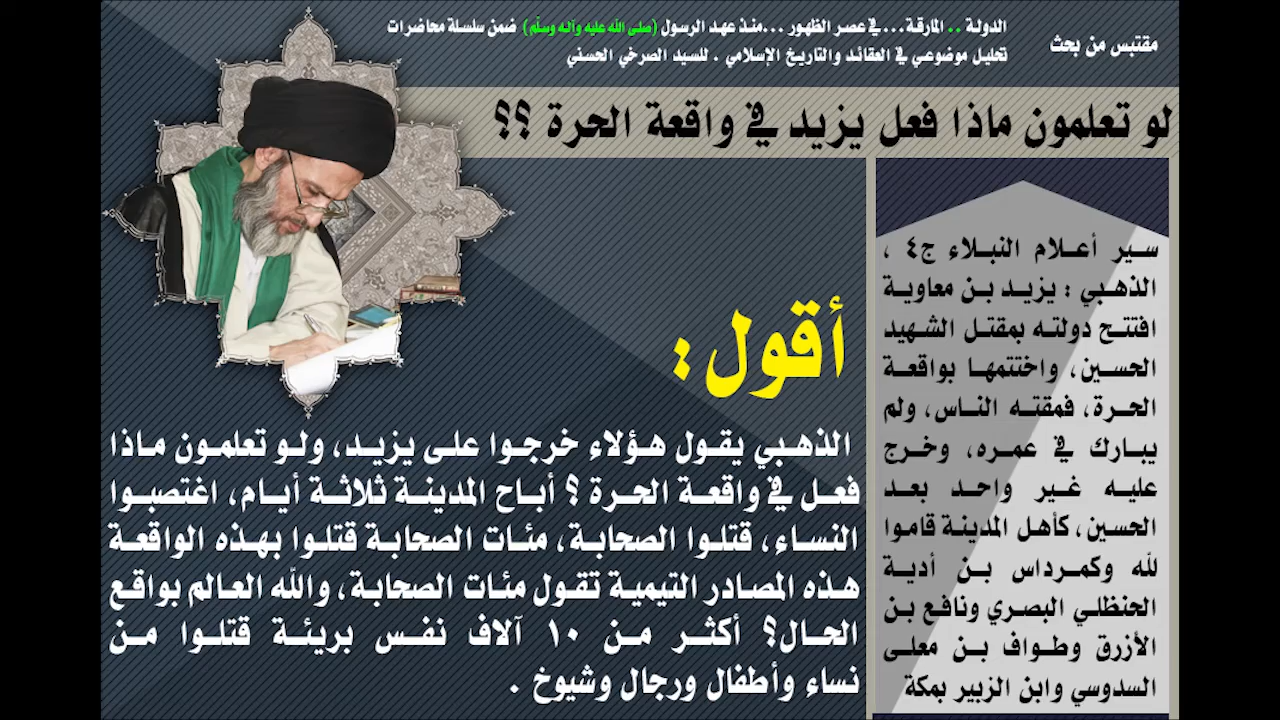 مقتبس من بحث
الدولة .. المارقة...في عصر الظهور ...منذ عهد الرسول (صلى الله عليه وآله وسلّم) ضمن سلسلة محاضرات
تحليل موضوعي في العقائد والتاريخ الإسلامي . للسيد الصرخي الحسني
لو تعلمون ماذا فعل يزيد في واقعة الحرة ؟؟
سير أعلام النبلاء ج٤ ،
الذهبي : يزيد بن معاوية
افتتح دولته بمقتل الشهيد
الحسين، واختتمها بواقعة
الحرة، فمقته الناس، ولم
يبارك في عمره، وخرج
عليه غير واحد بعد
الحسين، كأهل المدينة قاموا
لله وكمرداس بن أدية
الحنظلي البصري ونافع بن
الأزرق وطواف بن معلى
السدوسي وابن الزبير بمكة
أقول :
الذهبي يقول هؤلاء خرجوا على يزيد، ولو تعلمون ماذا
فعل في واقعة الحرة ؟ أباح المدينة ثلاثة أيام، اغتصبوا
النساء، قتلوا الصحابة، مئات الصحابة قتلوا بهذه الواقعة
هذه المصادر التيمية تقول مئات الصحابة، والله العالم بواقع
الحال؟ أكثر من ١٠ آلاف نفس بريئة قتلوا من
نساء وأطفال ورجال وشيوخ .